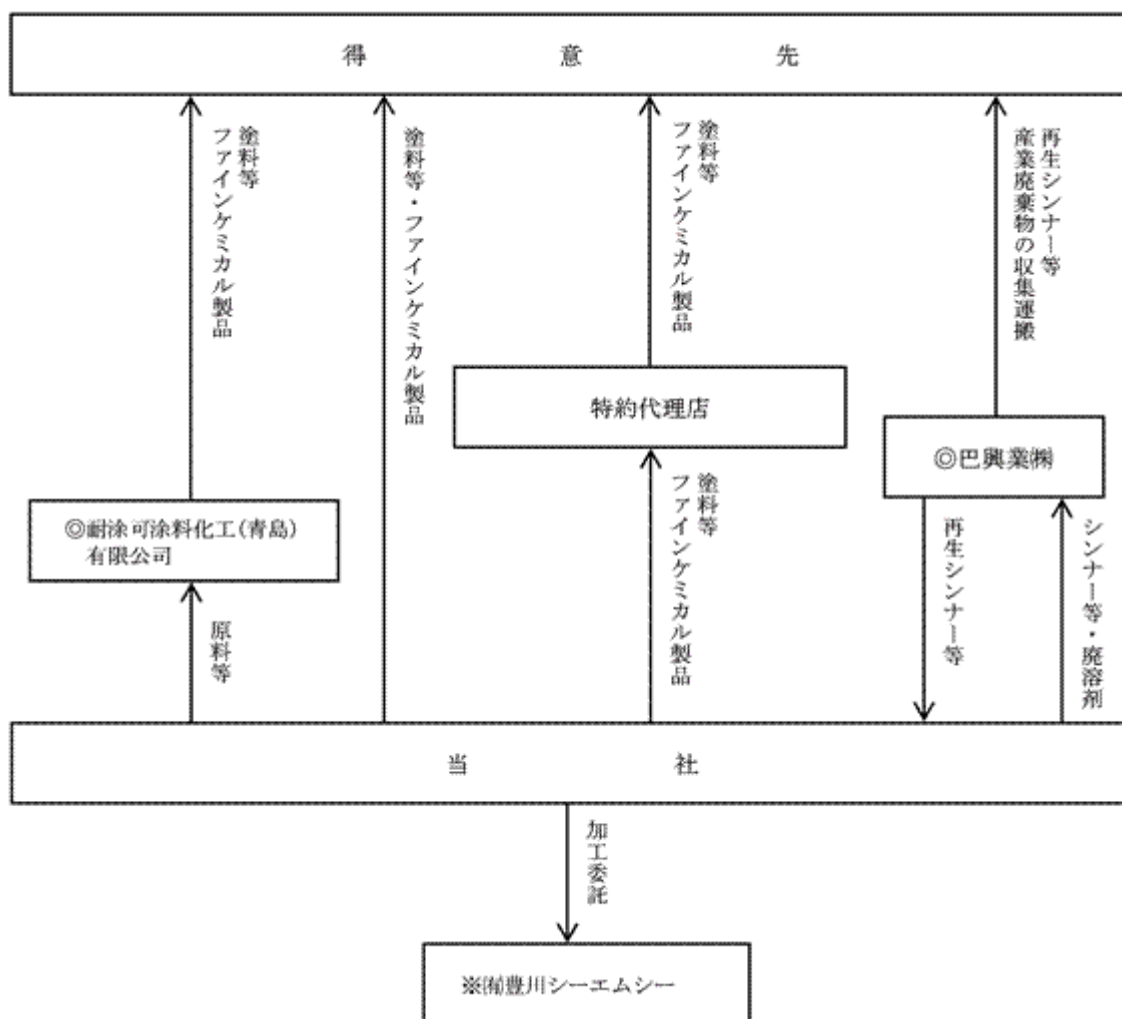 得意先
塗料等
ファインケミカル製品
塗料等・ファインケミカル製品
塗料等
ファインケミカル製品
再生シンナー等
産業廃棄物の収集運搬
特約代理店
◎巴興業㈱
◎耐涂可涂料化工(青島)
有限公司
原料等
塗料等
ファインケミカル製品
再生シンナー等
シンナー等・廃溶剤
当社
加工委託
※㈲豊川シーエムシー